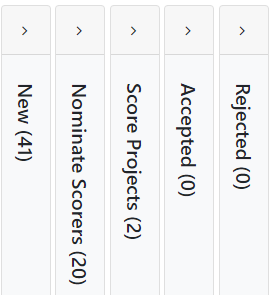 New (41)
Nominate Scorers (20)
Score Projects (2)
Accepted (0)
Rejected (0)